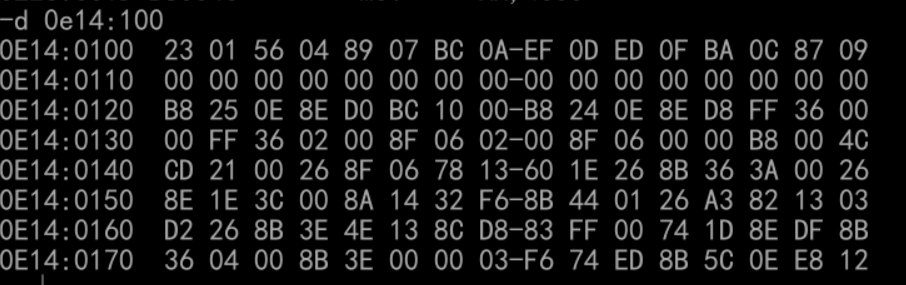 -d 0e14:100
0E14:0100 23 01 56 04 89 07 BC 0A-EF 0D ED 0F BA 0C 87 09
0E14:0110 00 00 00 00 00 00 00 00-00 00 00 00 00 00 00 00
0E14:0120 B8 25 0E 8E D0 BC 10 00-B8 24 0E 8E D8 FF 36 00
0E14:0130 00 FF 36 02 00 8F 06 02-00 8F 06 00 00 B8 00 4C
0E14:0140 CD 21 00 26 8F 06 78 13-60 1E 26 8B 36 3A 00 26
0E14:0150 8E 1E 3C 00 8A 14 32 F6-8B 44 01 26 A3 82 13 03
0E14:0160 D2 26 8B 3E 4E 13 8C D8-83 FF 00 74 1D 8E DF 8B
0E14:0170 36 04 00 8B 3E 00 00 03-F6 74 ED 8B 5C 0E E8 12